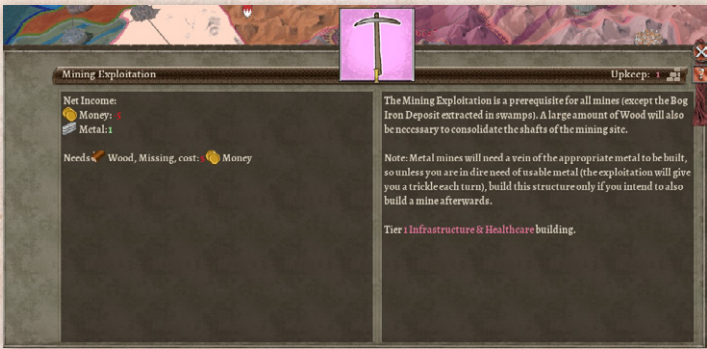 Mining Exploitation
Upkeep: 1
Net Income:
Money:
Metal:1
Needs Wood, Missing, cost: Money
The Mining Exploitation is a prerequisite for all mines (except the Bog
Iron Deposit extracted in swamps). A large amount of Wood will also
be necessary to consolidate the shafts of the mining site.
Note: Metal mines will need a vein of the appropriate metal to be built,
so unless you are in dire need of usable metal (the exploitation will give
you a trickle each turn), build this structure only if you intend to also
build a mine afterwards.
Tier 1 Infrastructure & Healthcare building.